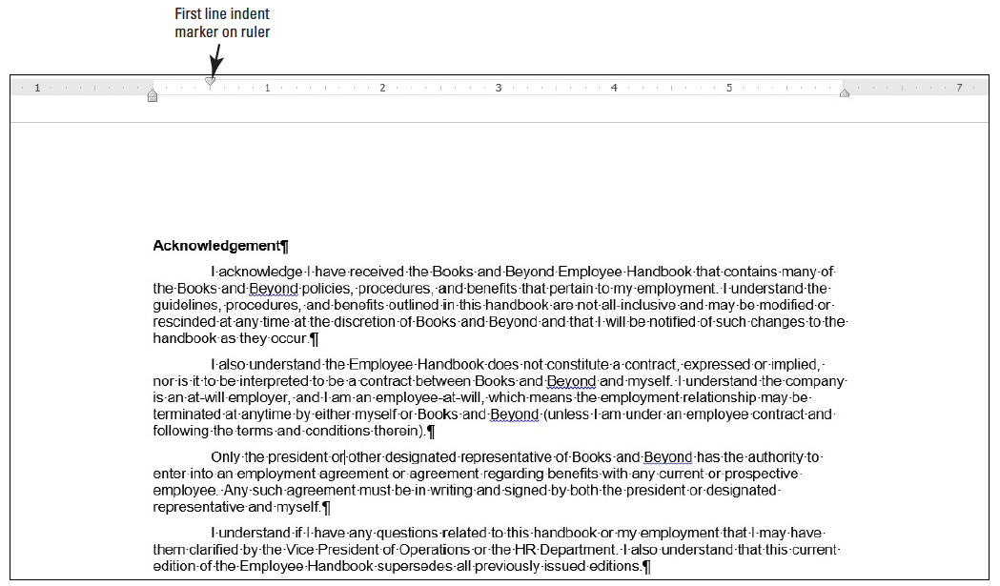 First line indent
marker on ruler
1 1 2 3 4 5 7
Acknowledgement¶
I·acknowledge·I·have·received·the·Books·and·Beyond·Employee·Handbook·that·contains·many·of·
the·Books·and·Beyond·policies,·procedures,·and·benefits·that·pertain·to·my·employment.·I·understand·the·
guidelines,·procedures,·and·benefits·outlined·in·this·handbook·are·not·all-inclusive·and·may·be·modified·or·
rescinded·at·any·time·at·the·discretion·of·Books·and·Beyond·and·that·I·will·be·notified·of·such·changes·to·the·
handbook·as·they·occur.¶
I·also·understand·the·Employee·Handbook·does·not·constitute·a·contract,·expressed·or·implied,·
nor·is·it·to·be·interpreted·to·be·a·contract·between·Books·and·Beyond·and·myself.·I·understand·the·company·
is·an·at-will·employer,·and·I·am·an·employee-at-will,·which·means·the·employment·relationship·may·be·
terminated·at·anytime·by·either·myself·or·Books·and·Beyond·(unless·I·am·under·an·employee·contract·and·
following·the·terms·and·conditions·therein).¶
Only·the·president·or·other·designated·representative·of·Books·and·Beyond·has·the·authority·to·
enter·into·an·employment·agreement·or·agreement·regarding·benefits·with·any·current·or·prospective·
employee.·Any·such·agreement·must·be·in·writing·and·signed·by·both·the·president·or·designated·
representative·and·myself.¶
I·understand·if·I·have·any·questions·related·to·this·handbook·or·my·employment·that·I·may·have·
them·clarified·by·the·Vice·President·of·Operations·or·the·HR·Department.·I·also·understand·that·this·current·
edition·of·the·Employee·Handbook·supersedes·all·previously·issued·editions.¶